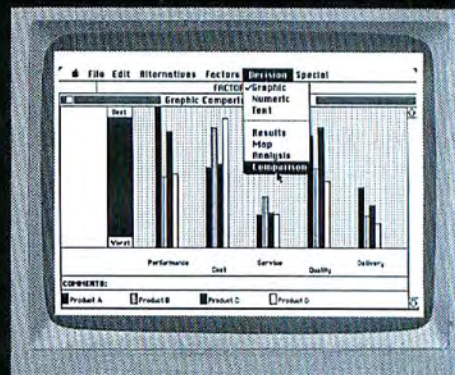 File Edit Alternatives Factors Decision Special
FACTOR
Graphic Compari
✓Graphic
Numeric
Text
Results
Map
Analysis
Comparison
Best
Worst
Performance
Cost
Service
Quality
Delivery
COMMENTS:
Product A
Product B
Product C
Product D